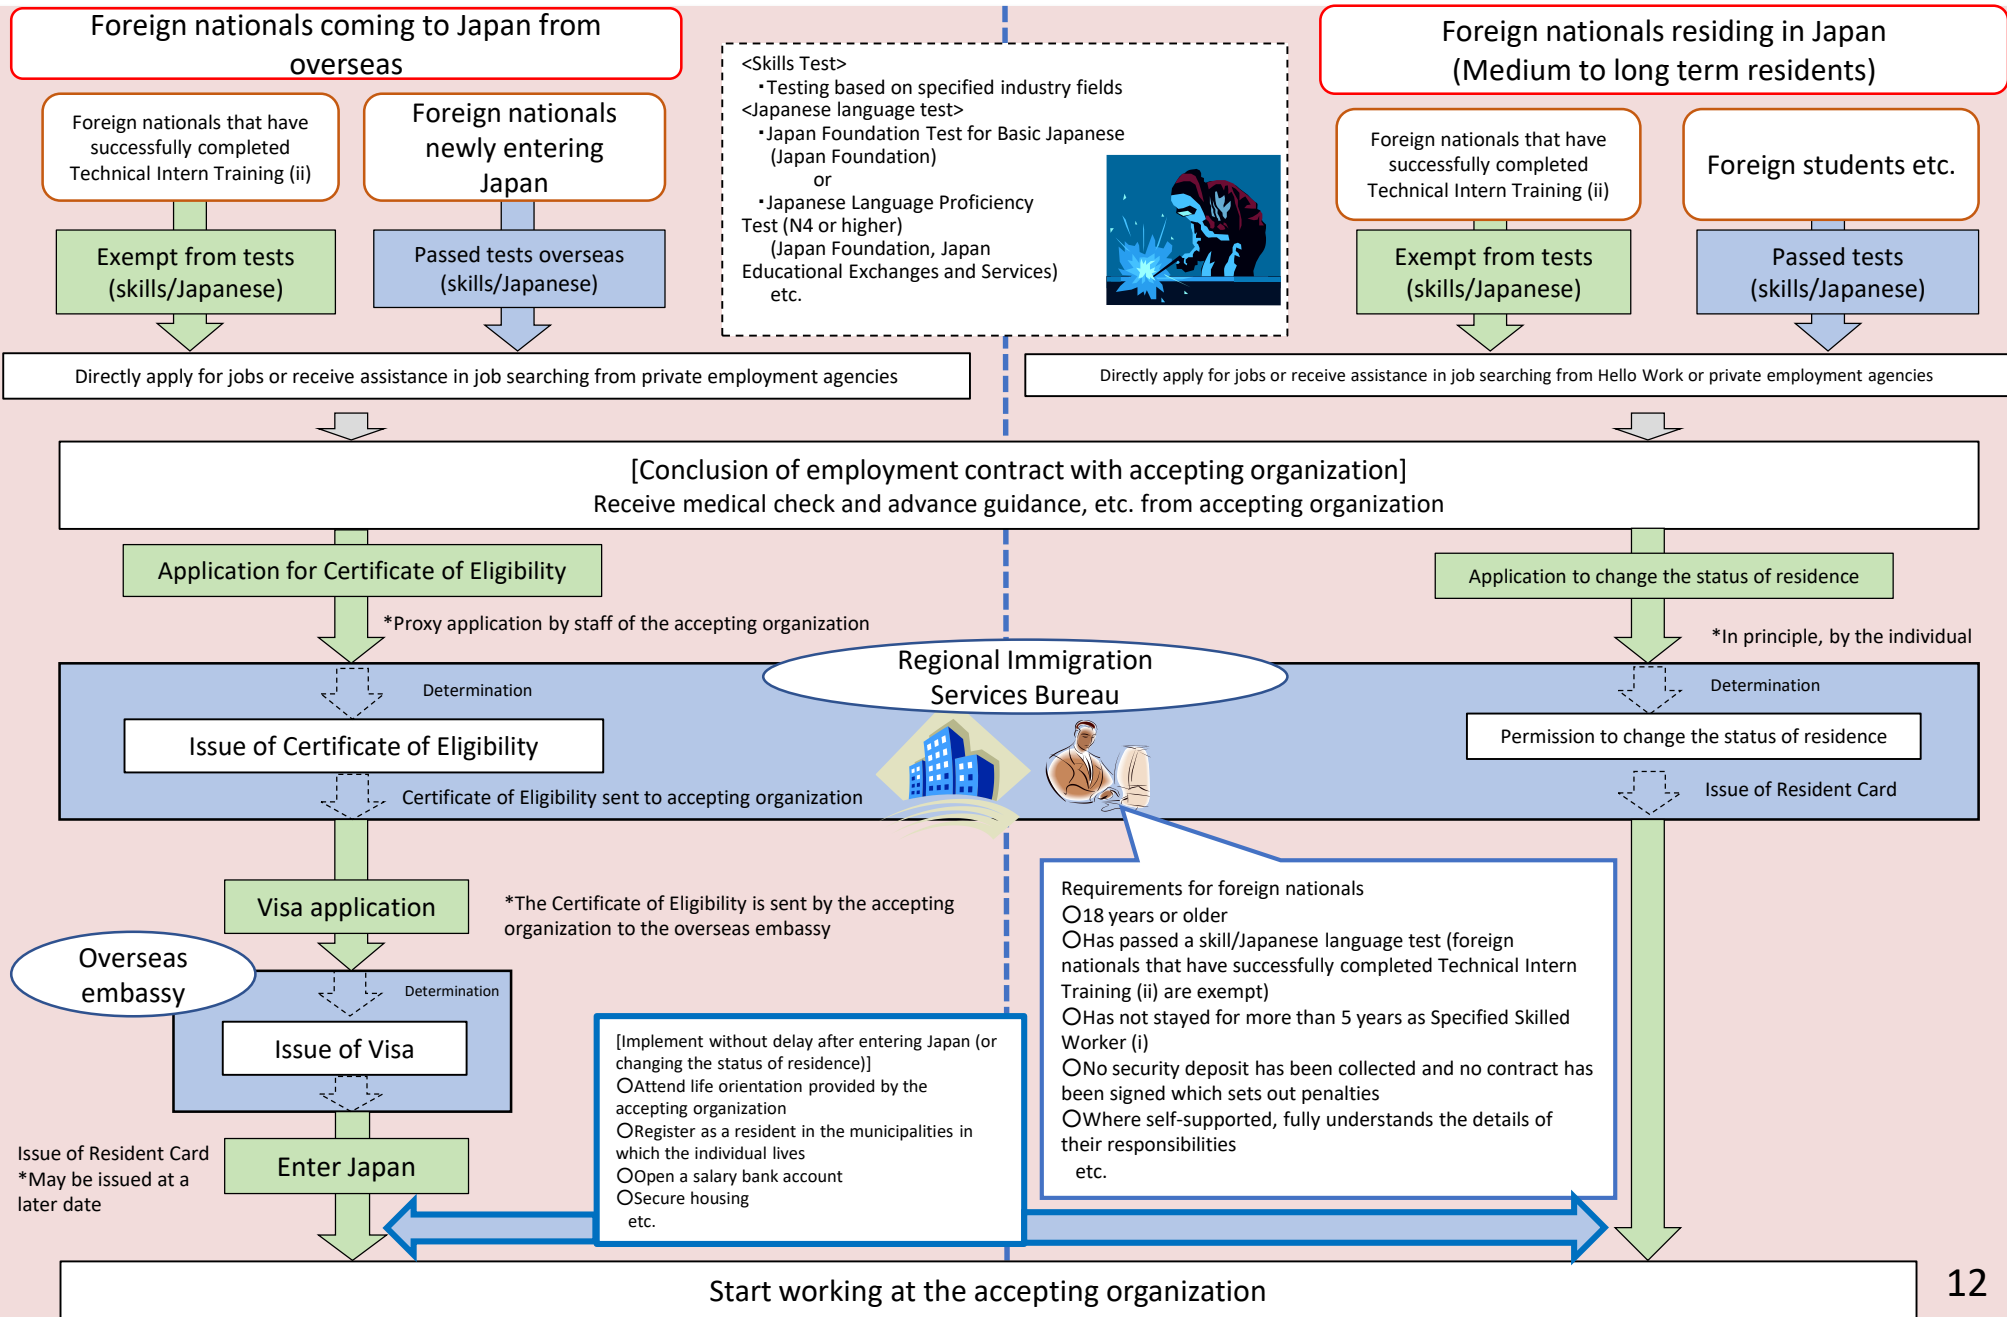 Foreign nationals coming to Japan from
overseas
Foreign nationals that have
successfully completed
Technical Intern Training (ii)
Foreign nationals
newly entering
Japan
Exempt from tests
(skills/Japanese)
Passed tests overseas
(skills/Japanese)
<Skills Test>
・Testing based on specified industry fields
<Japanese language test>
・Japan Foundation Test for Basic Japanese
(Japan Foundation)
or
・Japanese Language Proficiency
Test (N4 or higher)
(Japan Foundation, Japan
Educational Exchanges and Services)
etc.
Foreign nationals residing in Japan
(Medium to long term residents)
Foreign nationals that have
successfully completed
Technical Intern Training (ii)
Foreign students etc.
Exempt from tests
(skills/Japanese)
Passed tests
(skills/Japanese)
Directly apply for jobs or receive assistance in job searching from private employment agencies
Directly apply for jobs or receive assistance in job searching from Hello Work or private employment agencies
[Conclusion of employment contract with accepting organization]
Receive medical check and advance guidance, etc. from accepting organization
Application for Certificate of Eligibility
*Proxy application by staff of the accepting organization
Application to change the status of residence
*In principle, by the individual
Regional Immigration
Services Bureau
Determination
Issue of Certificate of Eligibility
Certificate of Eligibility sent to accepting organization
Determination
Permission to change the status of residence
Issue of Resident Card
Visa application
*The Certificate of Eligibility is sent by the accepting
organization to the overseas embassy
Overseas
embassy
Determination
Issue of Visa
Issue of Resident Card
*May be issued at a
later date
Enter Japan
[Implement without delay after entering Japan (or
changing the status of residence)]
○Attend life orientation provided by the
accepting organization
○Register as a resident in the municipalities in
which the individual lives
○Open a salary bank account
○Secure housing
etc.
Requirements for foreign nationals
○18 years or older
○Has passed a skill/Japanese language test (foreign
nationals that have successfully completed Technical Intern
Training (ii) are exempt)
○Has not stayed for more than 5 years as Specified Skilled
Worker (i)
○No security deposit has been collected and no contract has
been signed which sets out penalties
○Where self-supported, fully understands the details of
their responsibilities
etc.
Start working at the accepting organization
12